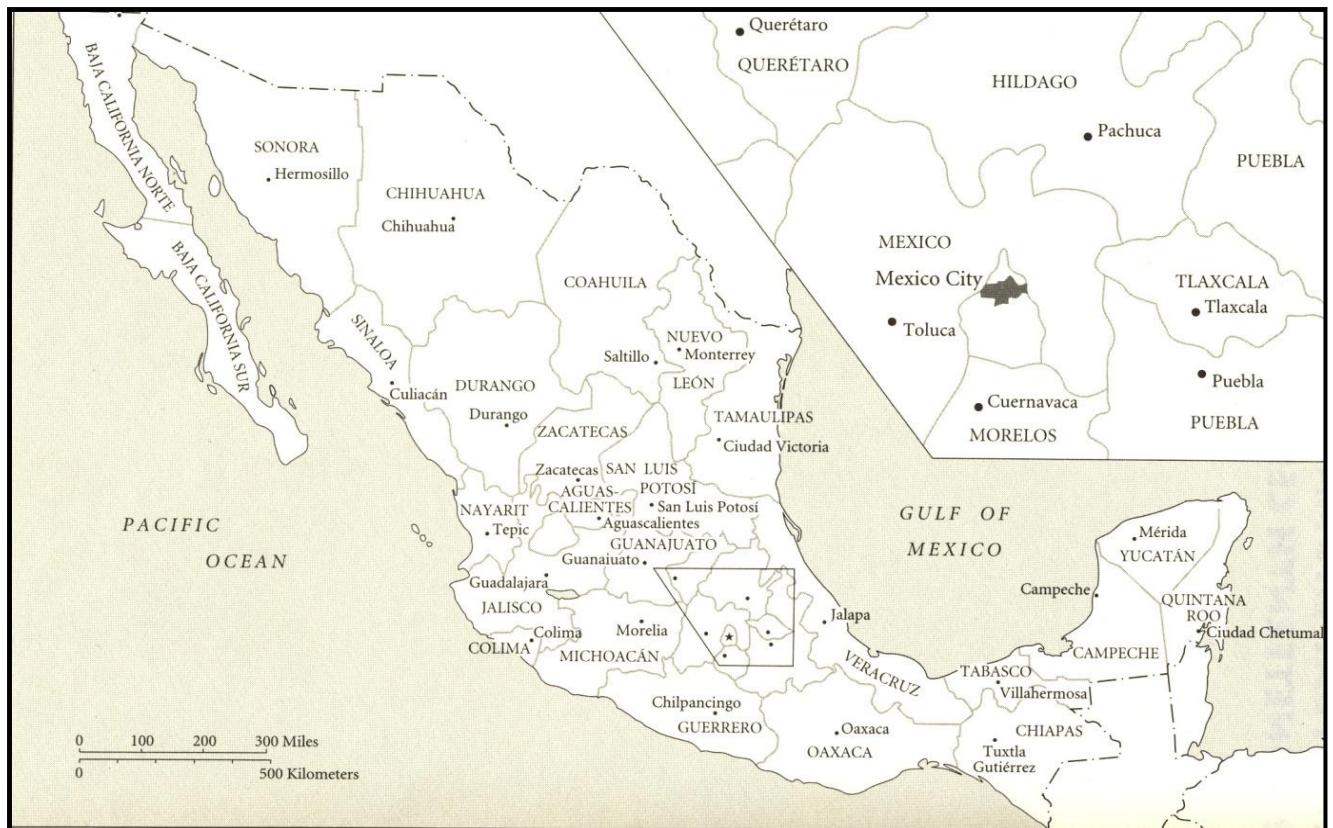 BAJA CALIFORNIA NORTE
BAJA CALIFORNIA SUR
SONORA
Hermosillo
CHIHUAHUA
Chihuahua
COAHUILA
Saltillo
NUEVO
Monterrey
LEÓN
SINALOA
Culiacán
DURANGO
Durango
ZACATECAS
Zacatecas
TAMAULIPAS
Ciudad Victoria
SAN LUIS
POTOSÍ
San Luis Potosí
AGUAS-
CALIENTES
Aguascalientes
NAYARIT
Tepic
GUANAJUATO
Guanaiuato
Guadalajara
JALISCO
Colima
COLIMA
Morelia
MICHOACÁN
Chilpancingo
GUERRERO
Jalapa
VERACRUZ
Oaxaca
OAXACA
TABASCO
Villahermosa
CHIAPAS
Tuxtla
Gutiérrez
Campeche
CAMPECHE
Mérida
YUCATÁN
QUINTANA
ROO
Ciudad Chetumal
PACIFIC
OCEAN
GULF OF
MEXICO
0 100 200 300 Miles
0 500 Kilometers
Querétaro
QUERÉTARO
HILDAGO
Pachuca
PUEBLA
MEXICO
Mexico City
Toluca
TLAXCALA
Tlaxcala
Cuernavaca
MORELOS
Puebla
PUEBLA